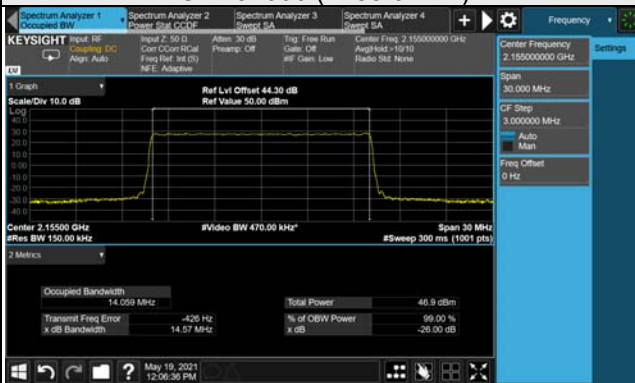 Spectrum Analyzer 1
Occupied BW
Spectrum Analyzer 2
Power Stat CCDF
Spectrum Analyzer 3
Swept SA
Spectrum Analyzer 4
Swept SA
Frequency
KEYSIGHT
Input: RF
Coupling: DC
Align: Auto
Input Z: 50 Ω
Corr CCorr RCal
Freq Ref: Int (S)
NFE: Adaptive
Atten: 30 dB
Preamp: Off
Trig: Free Run
Gate: Off
#IF Gain: Low
Center Freq: 2.155000000 GHz
Avg|Hold:>10/10
Radio Std: None
Center Frequency
2.155000000 GHz
Settings
Span
30.000 MHz
CF Step
3.000000 MHz
Auto
Man
Freq Offset
0 Hz
1 Graph
Scale/Div 10.0 dB
Ref Lvl Offset 44.30 dB
Ref Value 50.00 dBm
Log
40.0
30.0
20.0
10.0
0.00
-10.0
-20.0
-30.0
-40.0
Center 2.15500 GHz
#Res BW 150.00 kHz
#Video BW 470.00 kHz*
Span 30 MHz
#Sweep 300 ms (1001 pts)
2 Metrics
Occupied Bandwidth
14.059 MHz
Total Power 46.9 dBm
Transmit Freq Error -426 Hz
% of OBW Power 99.00 %
x dB Bandwidth 14.57 MHz
x dB -26.00 dB
?
May 19, 2021
12:06:36 PM